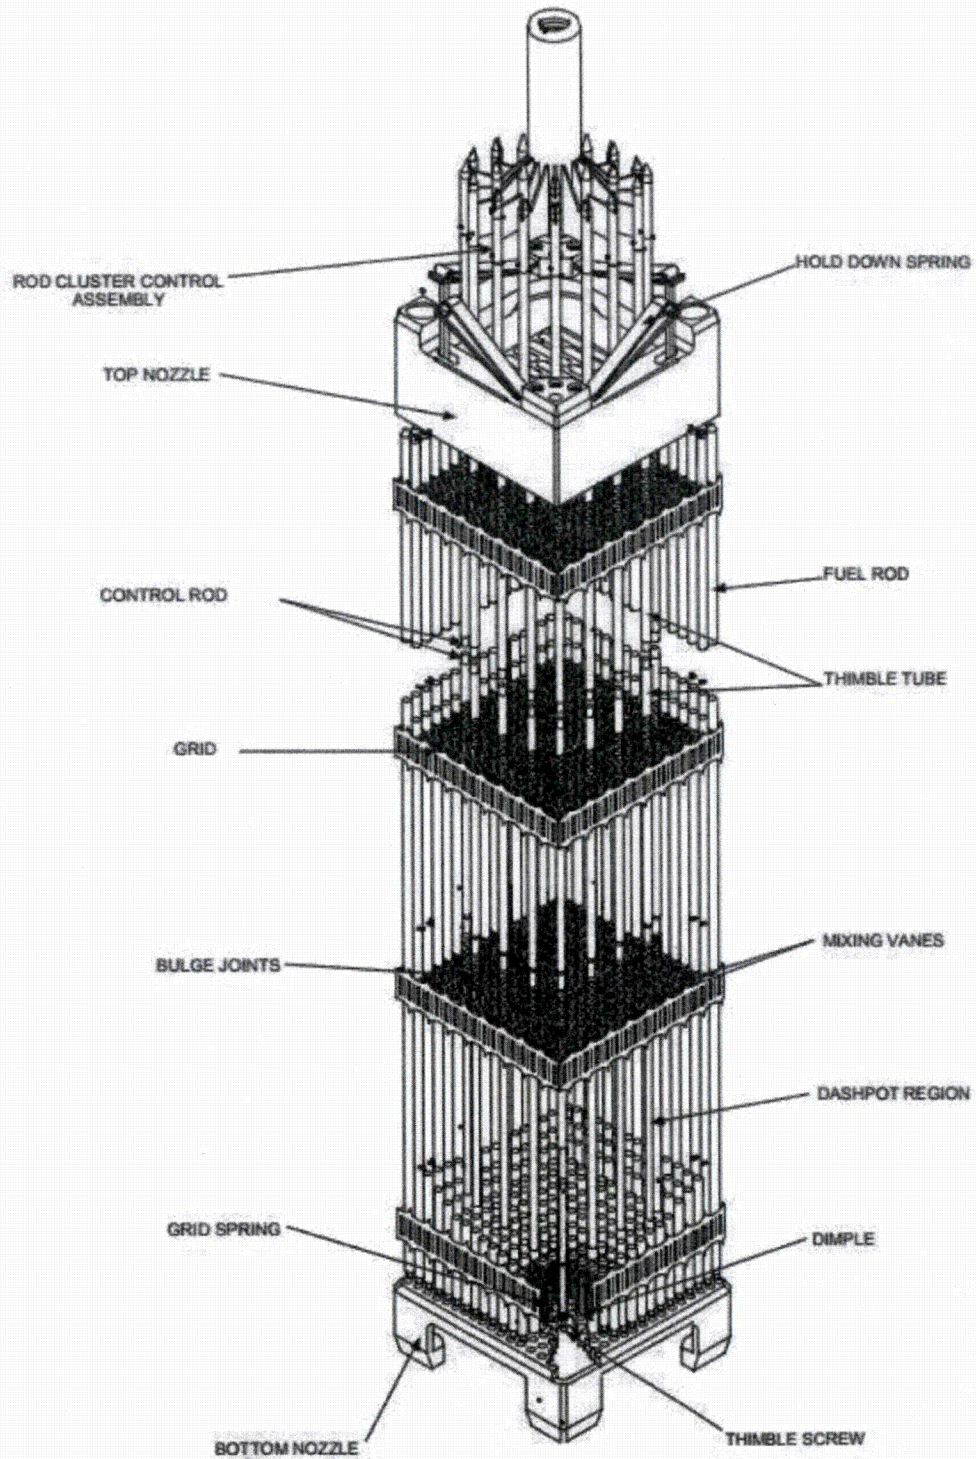 ROD CLUSTER CONTROL
ASSEMBLY
HOLD DOWN SPRING
TOP NOZZLE
FUEL ROD
CONTROL ROD
THIMBLE TUBE
GRID
MIXING VANES
BULGE JOINTS
DASHPOT REGION
GRID SPRING
DIMPLE
THIMBLE SCREW
BOTTOM NOZZLE